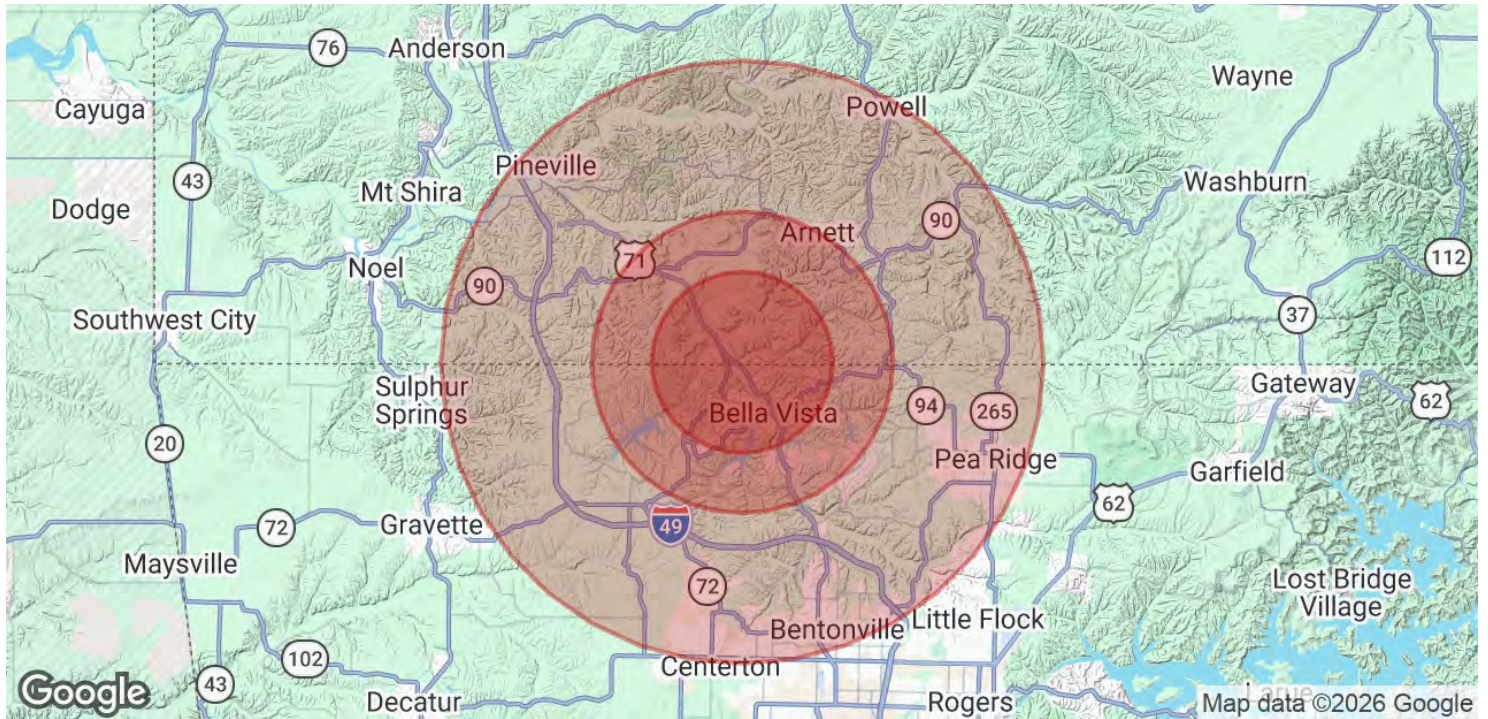 Anderson
76
Wayne
Cayuga
Powell
Pineville
43
Mt Shira
Washburn
Dodge
90
Arnett
71
112
Noel
90
37
Southwest City
Sulphur
Springs
Gateway
62
94
265
Bella Vista
20
Pea Ridge
Garfield
62
Gravette
72
49
Maysville
Lost Bridge
Village
72
Little Flock
Bentonville
102
Centerton
43
Decatur
Rogers
Google
Map data ©2026 Google